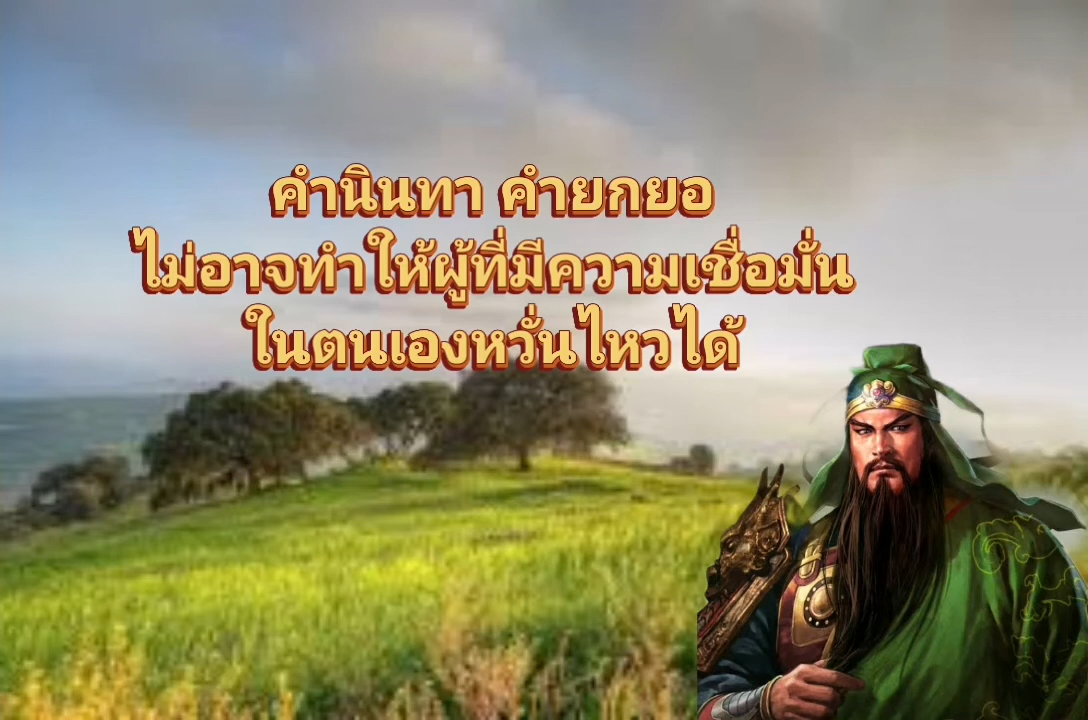 คำนินทา คำยกยอ
ไม่อาจทำให้ผู้ที่มีความเชื่อมั่น
ในตนเองหวั่นไหวได้